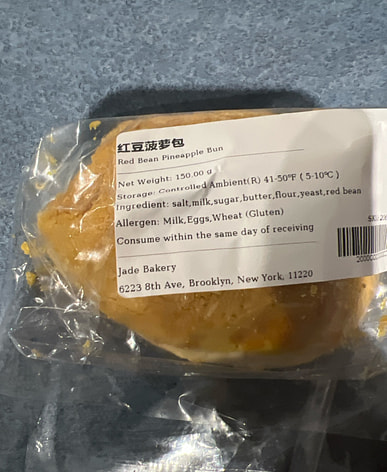 红豆菠萝包
Red Bean Pineapple Bun
Net Weight: 150.00 g
Storage: Controlled Ambient(R) 41-50ºF ( 5-10ºC )
Ingredient: salt,milk,sugar,butter,flour,yeast,red bean
Allergen: Milk,Eggs,Wheat (Gluten)
Consume within the same day of receiving
Jade Bakery
6223 8th Ave, Brooklyn, New York, 11220